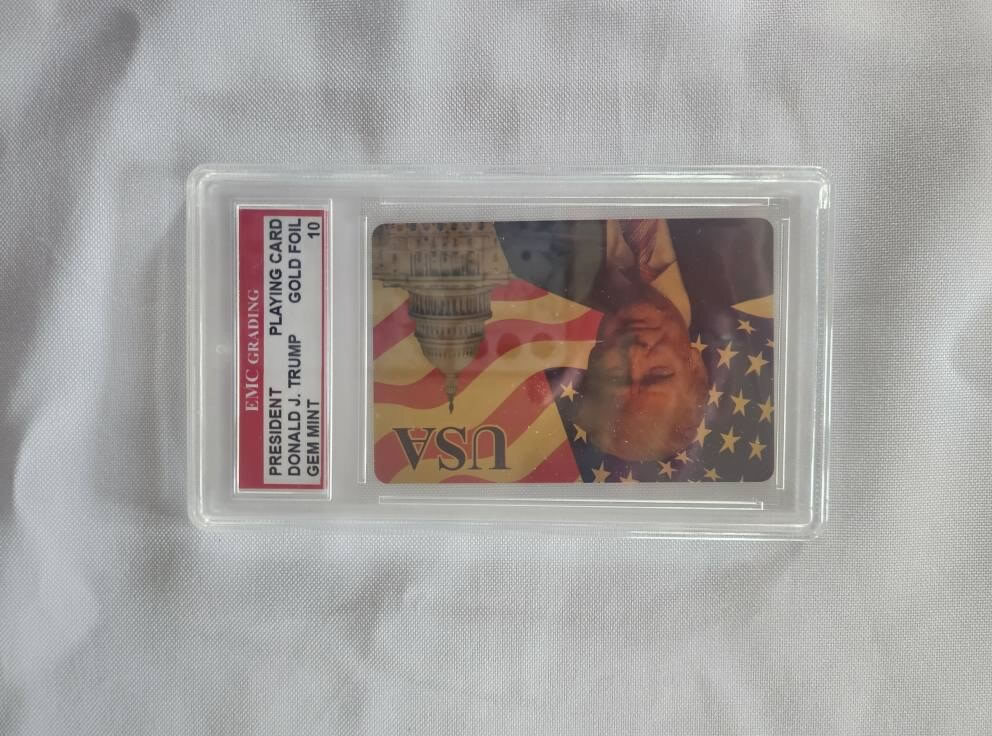 EMC GRADING
PRESIDENT PLAYING CARD
DONALD J. TRUMP GOLD FOIL
GEM MINT 10
USA